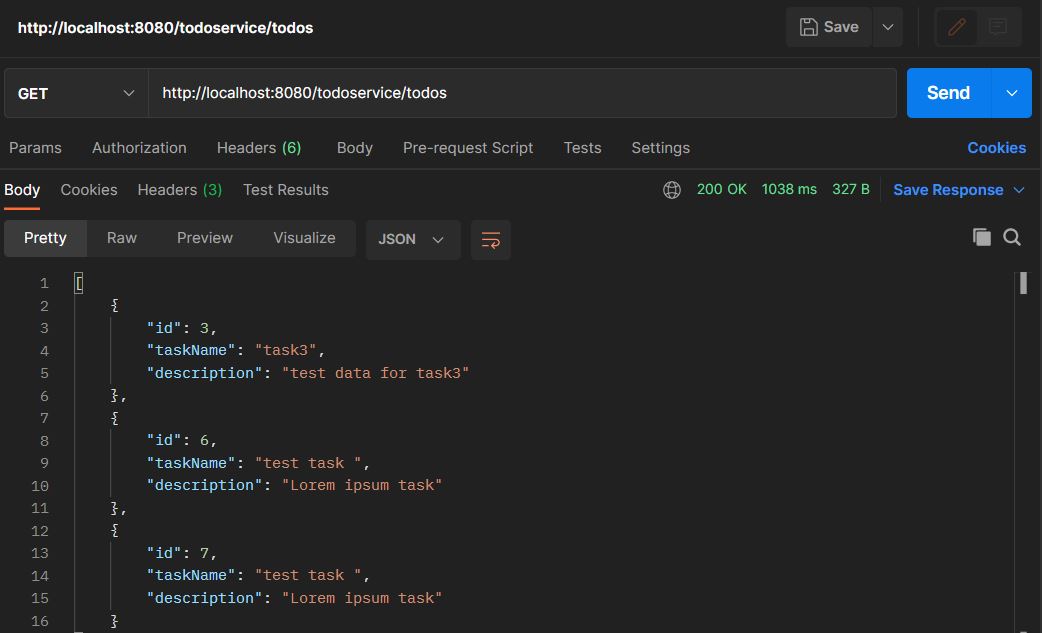 http://localhost:8080/todoservice/todos
Save
GET
http://localhost:8080/todoservice/todos
Send
Params Authorization Headers (6) Body Pre-request Script Tests Settings Cookies
Body Cookies Headers (3) Test Results 200 OK 1038 ms 327 B Save Response
Pretty Raw Preview Visualize JSON
1 [
2 {
3 "id": 3,
4 "taskName": "task3",
5 "description": "test data for task3"
6 },
7 {
8 "id": 6,
9 "taskName": "test task ",
10 "description": "Lorem ipsum task"
11 },
12 {
13 "id": 7,
14 "taskName": "test task ",
15 "description": "Lorem ipsum task"
16 }